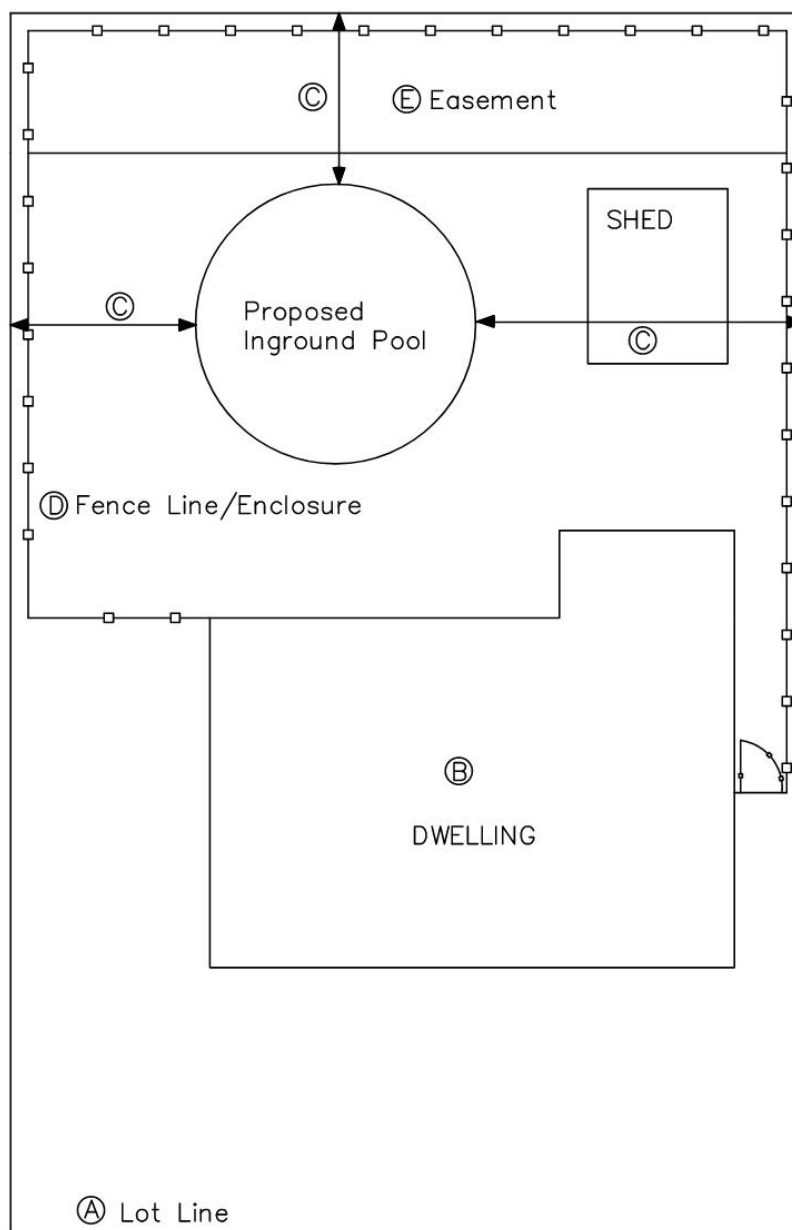 Ⓒ
Ⓔ Easement
SHED
Ⓒ
Proposed
Inground Pool
Ⓒ
Ⓓ Fence Line/Enclosure
Ⓑ
DWELLING
Ⓐ Lot Line